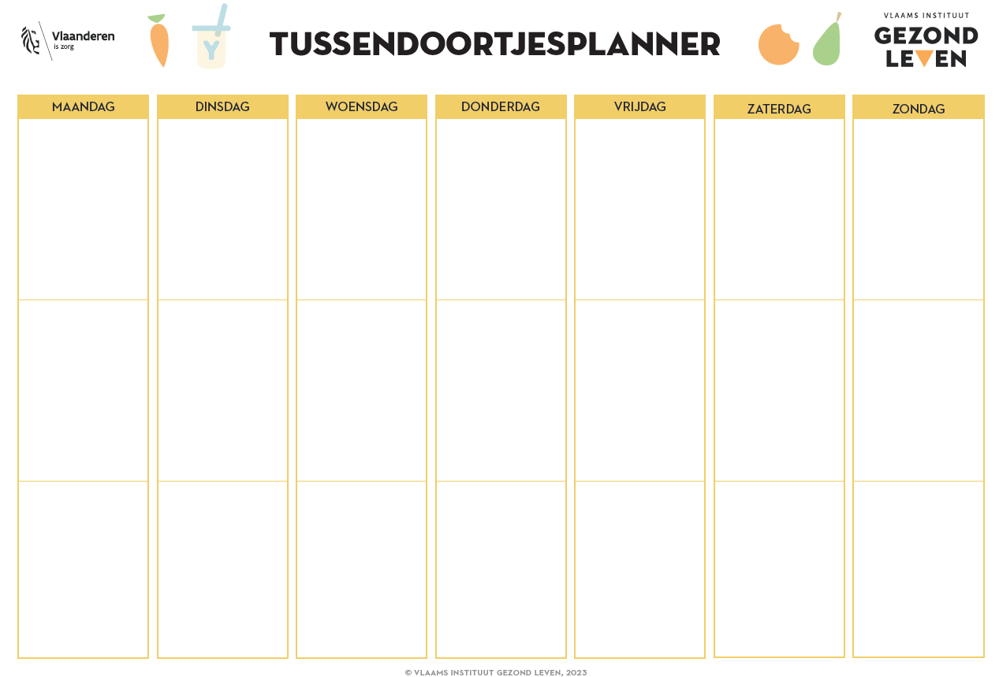 Vlaanderen
is zorg
Y
TUSSENDOORTJESPLANNER
VLAAMS INSTITUUT
GEZOND
LEVEN
MAANDAG
DINSDAG
WOENSDAG
DONDERDAG
VRIJDAG
ZATERDAG
ZONDAG
© VLAAMS INSTITUUT GEZOND LEVEN, 2023